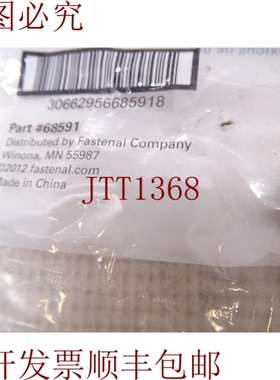 图必究
30662956685918
Part #68591
Distributed by Fastenal Company
Winona, MN 55987
©2012 fastenal.com
Made in China
JTT1368
开发票顺丰包邮